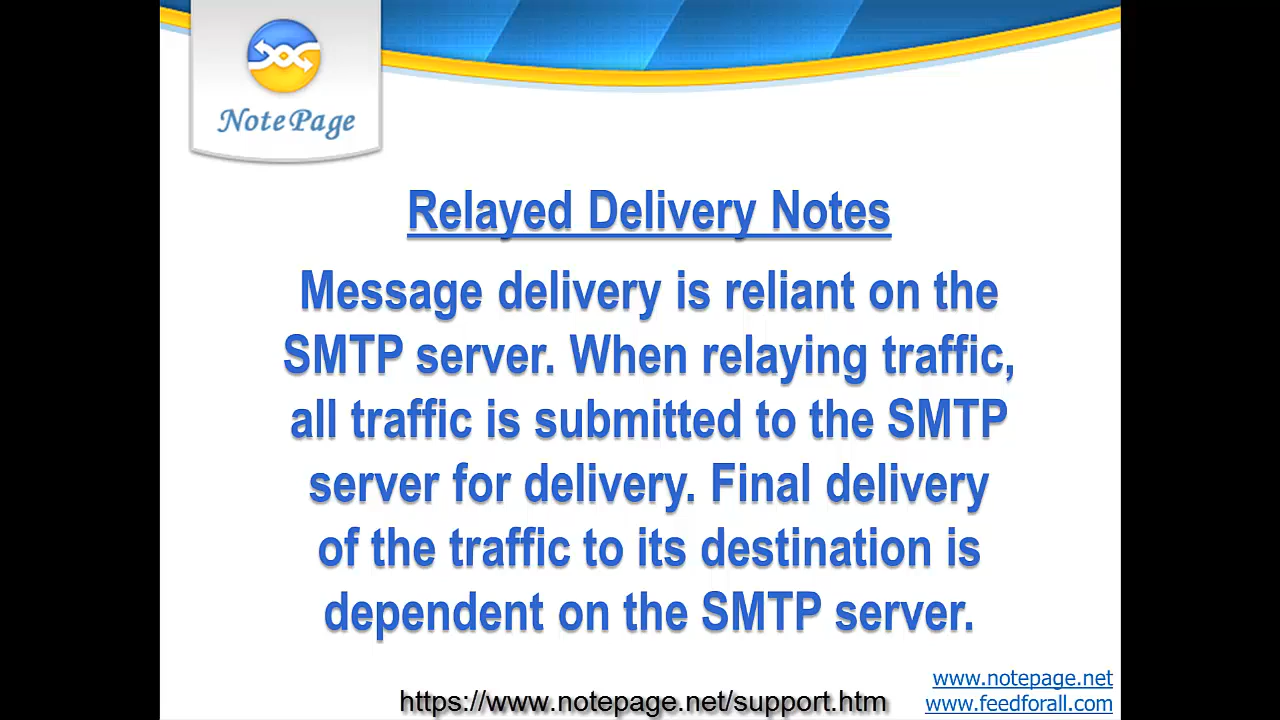 NotePage
Relayed Delivery Notes
Message delivery is reliant on the
SMTP server. When relaying traffic,
all traffic is submitted to the SMTP
server for delivery. Final delivery
of the traffic to its destination is
dependent on the SMTP server.
www.notepage.net
https://www.notepage.net/support.htm
www.feedforall.com